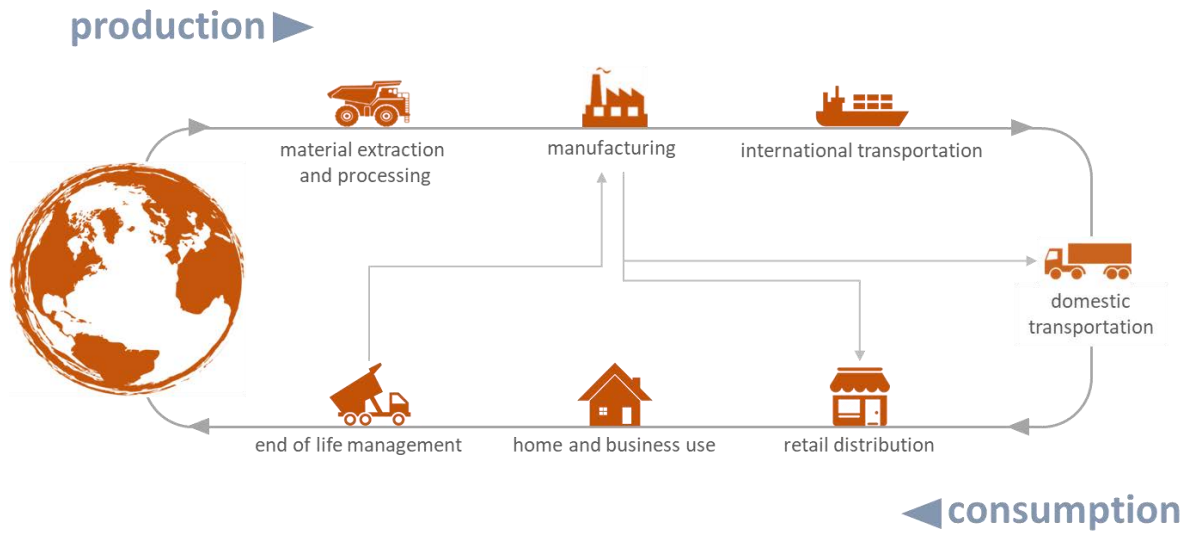 production
material extraction
and processing
manufacturing
international transportation
domestic
transportation
end of life management
home and business use
retail distribution
consumption